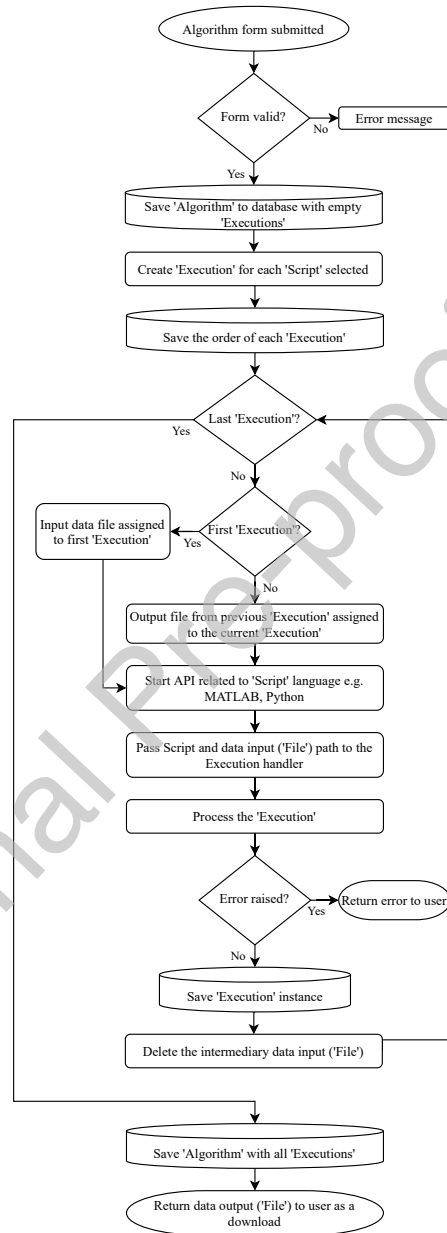 Algorithm form submitted
Form valid?
No
Error message
Yes
Save 'Algorithm' to database with empty
'Executions'
Create 'Execution' for each 'Script' selected
Save the order of each 'Execution'
Last 'Execution'?
Yes
No
Input data file assigned
to first 'Execution'
Yes
First 'Execution'?
No
Output file from previous 'Execution' assigned
to the current 'Execution'
Start API related to 'Script' language e.g.
MATLAB, Python
Pass Script and data input ('File') path to the
Execution handler
Process the 'Execution'
Error raised?
Yes
Return error to user
No
Save 'Execution' instance
Delete the intermediary data input ('File')
Save 'Algorithm' with all 'Executions'
Return data output ('File') to user as a
download
nal Pre-proo